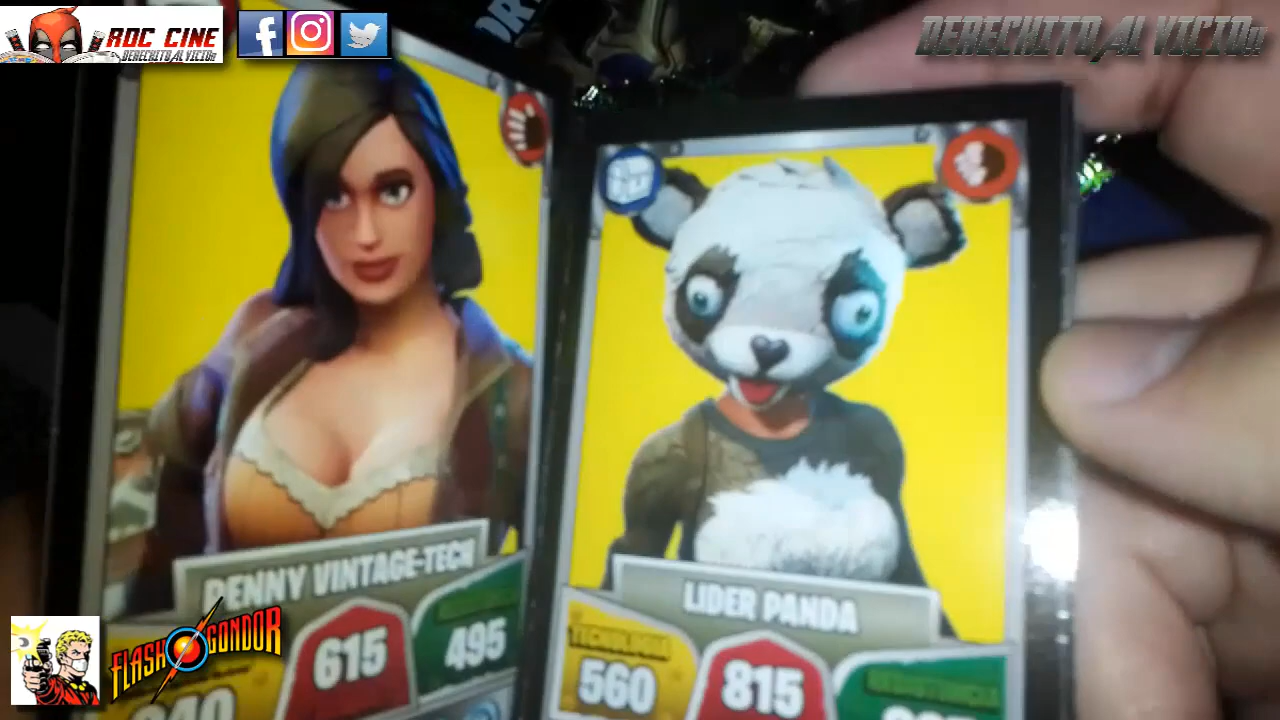 ROC CINE
DERECHITO AL VICIO!!
DERECHITO AL VICIO!!
PENNY VINTAGE-TECH
615
495
LIDER PANDA
TECNOLOGIA
560
815
RESISTENCIA
FLASH GONDOR